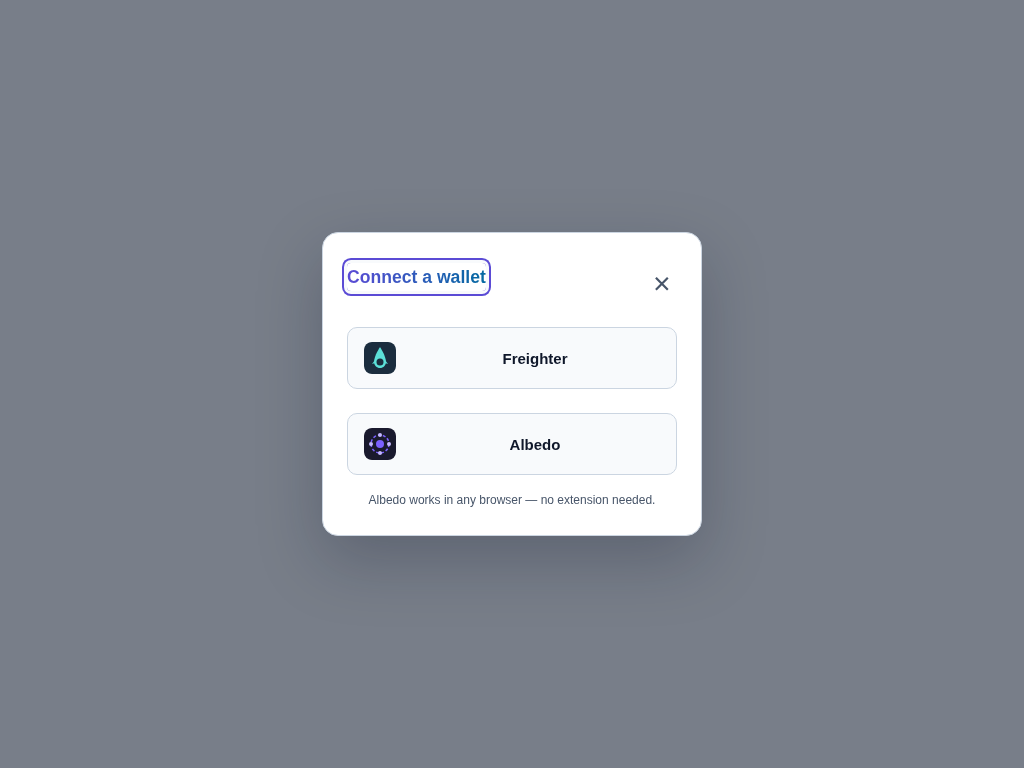 Connect a wallet
Freighter
Albedo
Albedo works in any browser — no extension needed.